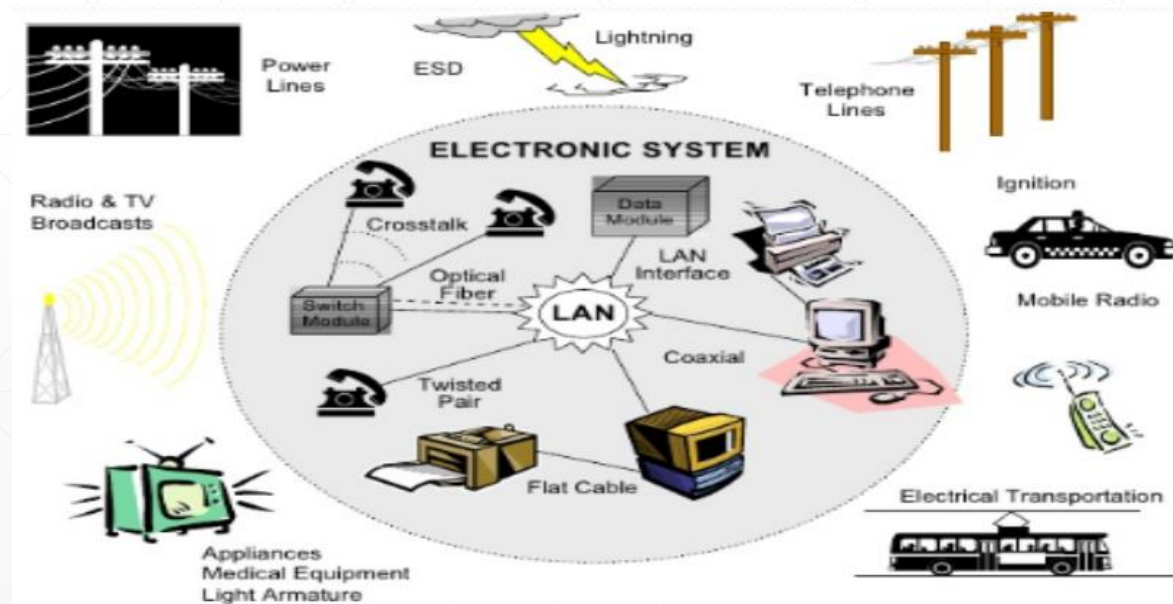 Power
Lines
ESD
Lightning
Telephone
Lines
ELECTRONIC SYSTEM
Radio & TV
Broadcasts
Crosstalk
Data
Module
Ignition
LAN
Interface
Optical
Fiber
Switch
Module
LAN
Mobile Radio
Coaxial
Twisted
Pair
Flat Cable
Electrical Transportation
Appliances
Medical Equipment
Light Armature